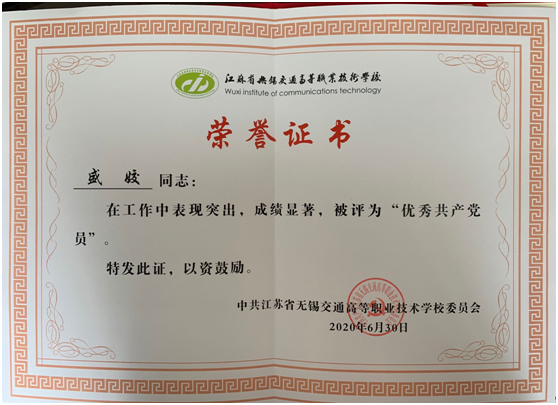 江苏省无锡交通高等职业技术学校
Wuxi institute of communications technology
荣誉证书
盛姣 同志：
在工作中表现突出，成绩显著，被评为“优秀共产党
员”。
特发此证，以资鼓励。
中共江苏省无锡交通高等职业技术学校委员会
2020年6月30日